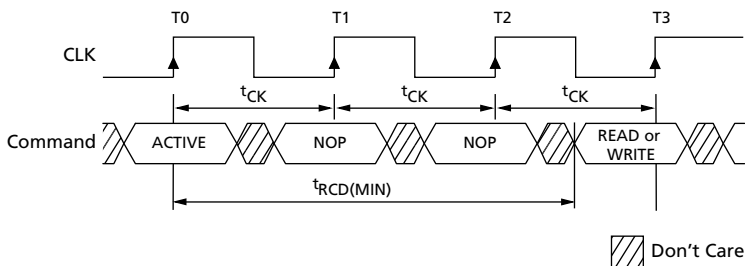 T0 T1 T2 T3
CLK
tCK tCK tCK
Command ACTIVE NOP NOP READ or
WRITE
tRCD(MIN)
Don't Care